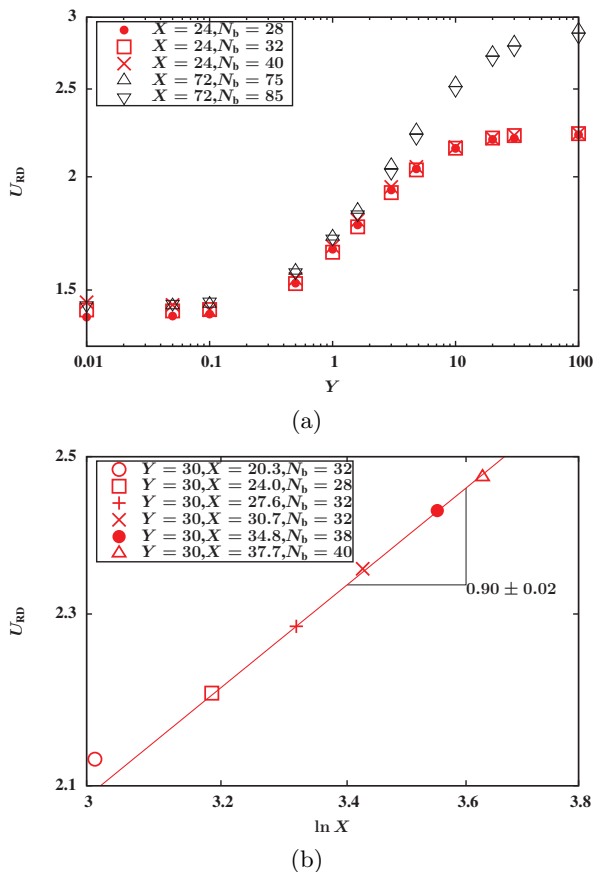 3
2.5
2
1.5
U_RD
X = 24, N_b = 28
X = 24, N_b = 32
X = 24, N_b = 40
X = 72, N_b = 75
X = 72, N_b = 85
0.01 0.1 1 10 100
Y
(a)
2.5
2.3
2.1
U_RD
Y = 30, X = 20.3, N_b = 32
Y = 30, X = 24.0, N_b = 28
Y = 30, X = 27.6, N_b = 32
Y = 30, X = 30.7, N_b = 32
Y = 30, X = 34.8, N_b = 38
Y = 30, X = 37.7, N_b = 40
0.90 ± 0.02
3 3.2 3.4 3.6 3.8
ln X
(b)